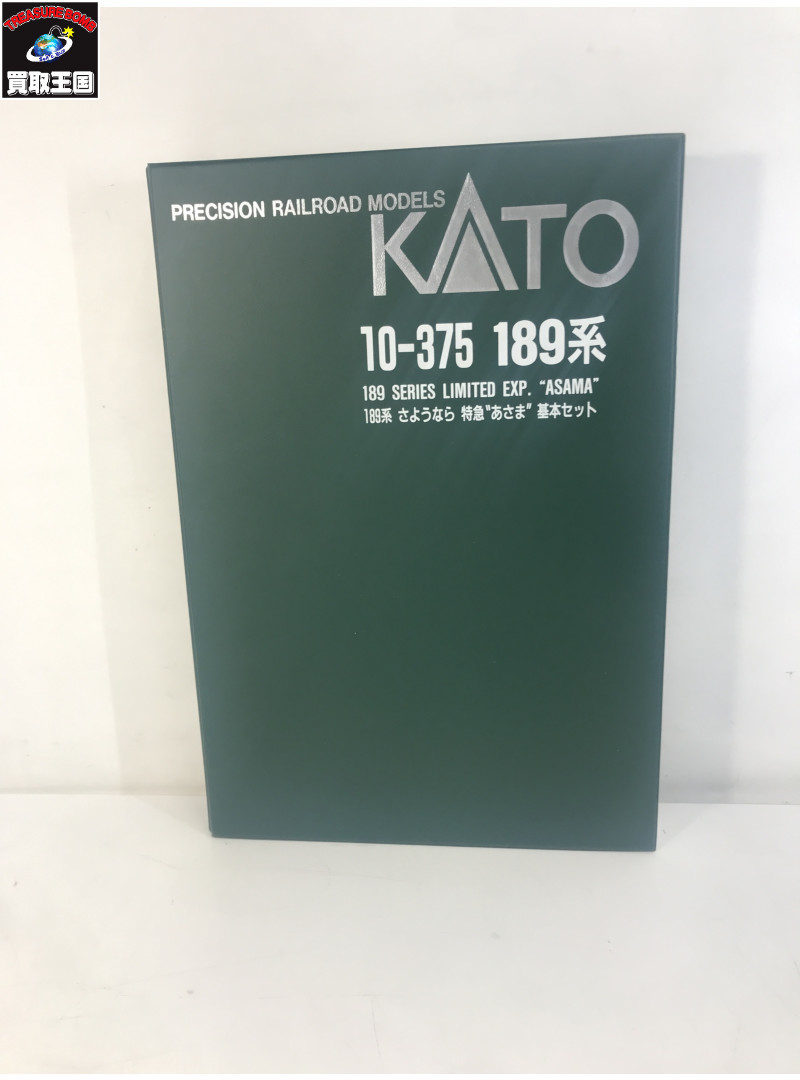 TREASURE BOMB
買取王国
PRECISION RAILROAD MODELS
KATO
10-375 189系
189 SERIES LIMITED EXP. “ASAMA”
189系 さようなら 特急“あさま” 基本セット